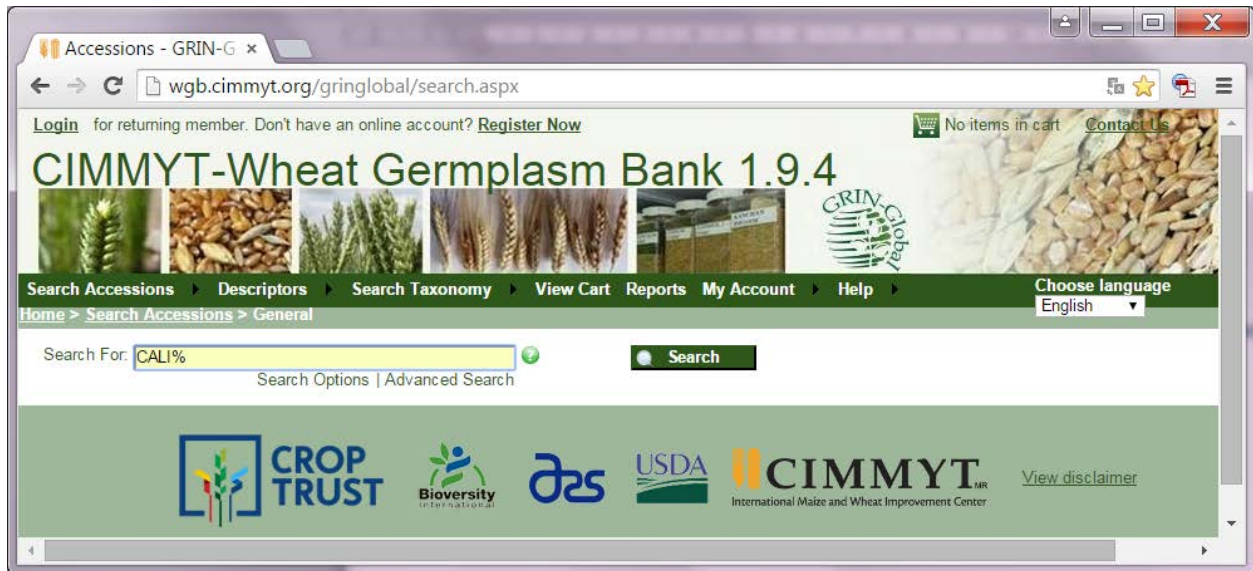 Accessions - GRIN-G ×
wgb.cimmyt.org/gringlobal/search.aspx
Login for returning member. Don't have an online account? Register Now
No items in cart
Contact Us
CIMMYT-Wheat Germplasm Bank 1.9.4
GRIN-Global
Search Accessions Descriptors Search Taxonomy View Cart Reports My Account Help
Choose language
Home > Search Accessions > General
English
Search For: CALI%
Search
Search Options | Advanced Search
CROP TRUST
Bioversity International
USDA
CIMMYT MR
International Maize and Wheat Improvement Center
View disclaimer